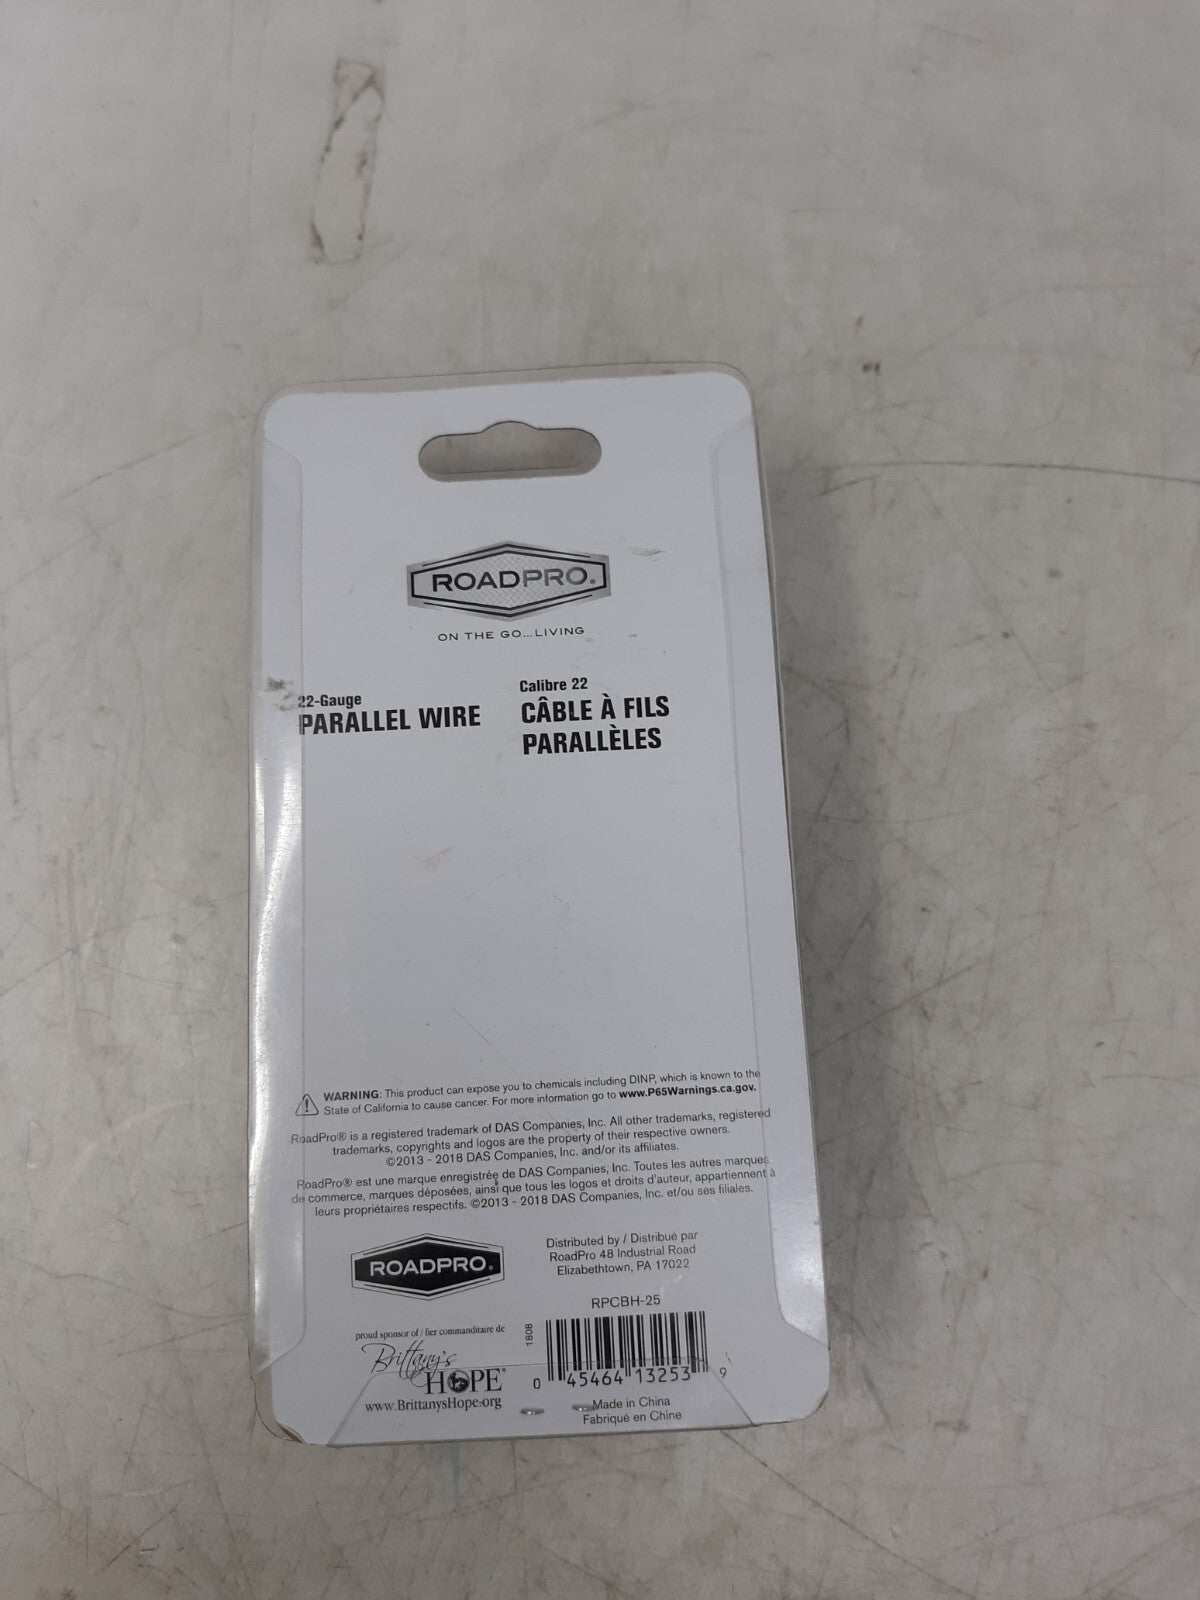 ROADPRO®
ON THE GO...LIVING
22-Gauge
PARALLEL WIRE
Calibre 22
CÂBLE À FILS
PARALLÈLES
WARNING: This product can expose you to chemicals including DINP, which is known to the
State of California to cause cancer. For more information go to www.P65Warnings.ca.gov.
RoadPro® is a registered trademark of DAS Companies, Inc. All other trademarks, registered
trademarks, copyrights and logos are the property of their respective owners.
©2013 - 2018 DAS Companies, Inc. and/or its affiliates.
RoadPro® est une marque enregistrée de DAS Companies, Inc. Toutes les autres marques
de commerce, marques déposées, ainsi que tous les logos et droits d'auteur, appartiennent à
leurs propriétaires respectifs. ©2013 - 2018 DAS Companies, Inc. et/ou ses filiales.
ROADPRO®
Distributed by / Distribué par
RoadPro 48 Industrial Road
Elizabethtown, PA 17022
RPCBH-25
proud sponsor of / fier commanditaire de
Brittany's
HOPE®
www.BrittanysHope.org
1808
0 45464 13253 9
Made in China
Fabriqué en Chine